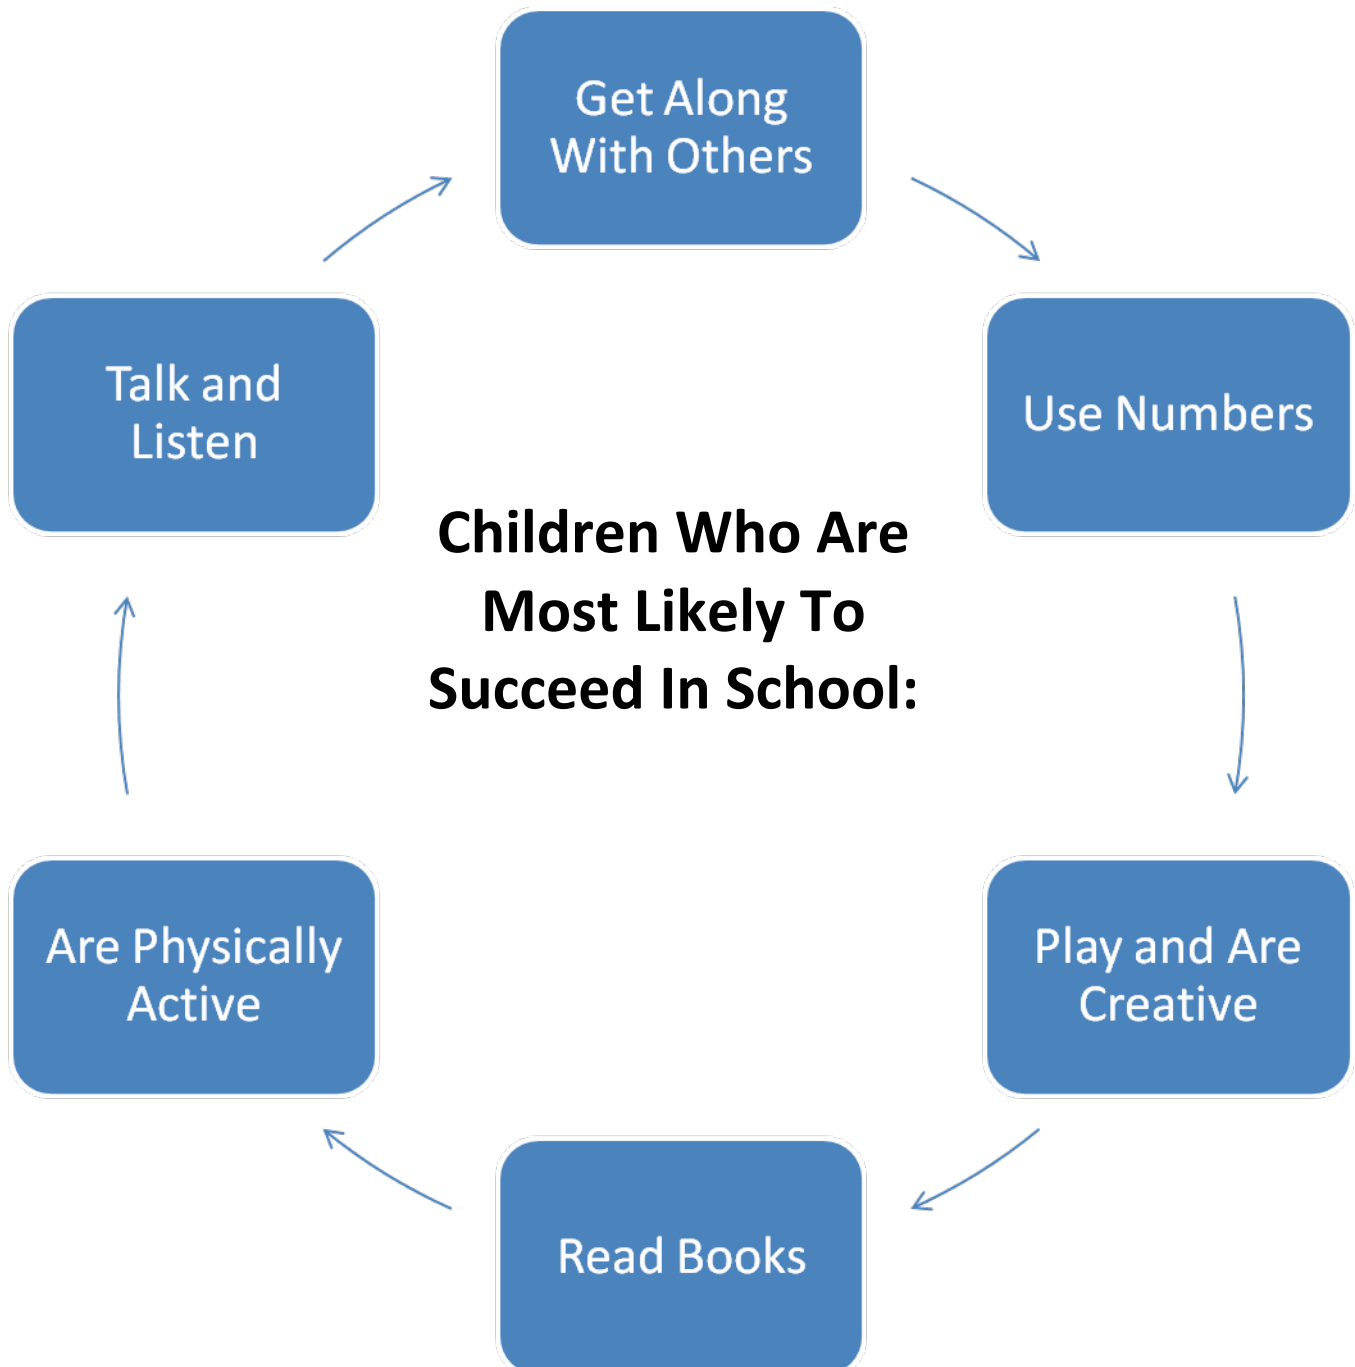 Get Along
With Others
Use Numbers
Play and Are
Creative
Read Books
Are Physically
Active
Talk and
Listen
Children Who Are
Most Likely To
Succeed In School: